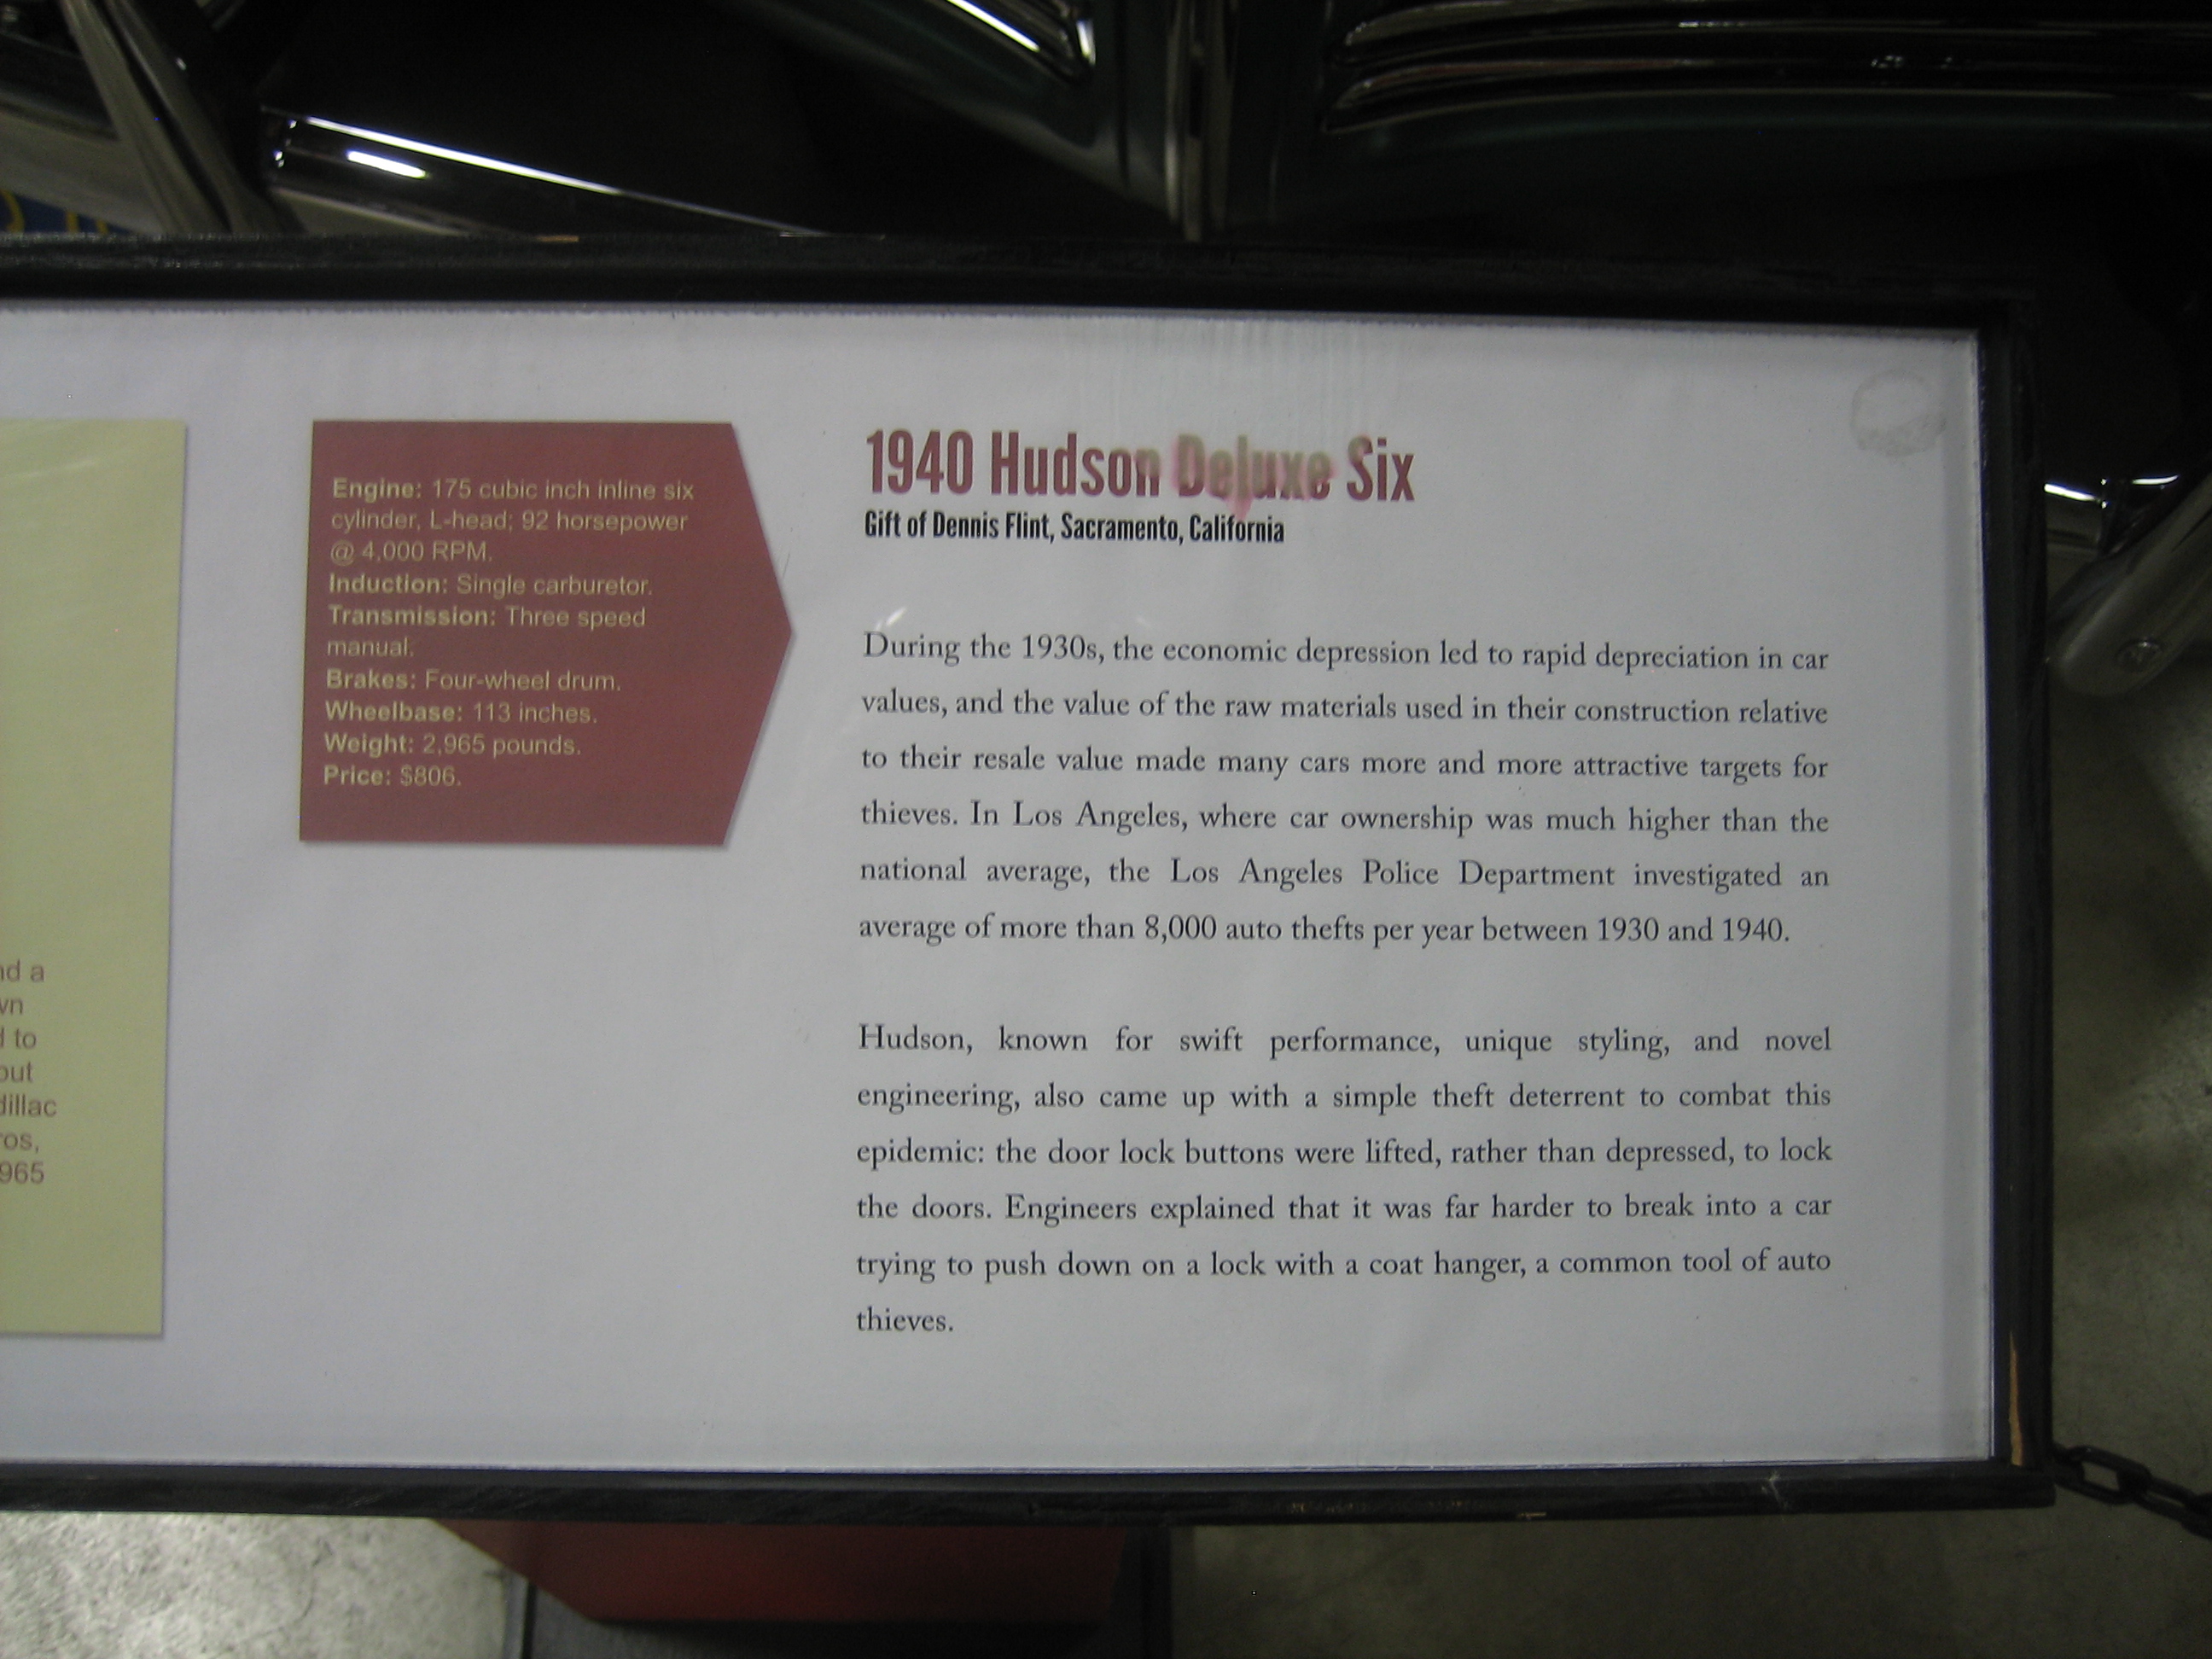 nd a
wn
d to
out
dillac
ros,
965
Engine: 175 cubic inch inline six
cylinder, L-head; 92 horsepower
@ 4,000 RPM.
Induction: Single carburetor.
Transmission: Three speed
manual.
Brakes: Four-wheel drum.
Wheelbase: 113 inches.
Weight: 2,965 pounds.
Price: $806.
1940 Hudson Deluxe Six
Gift of Dennis Flint, Sacramento, California
During the 1930s, the economic depression led to rapid depreciation in car
values, and the value of the raw materials used in their construction relative
to their resale value made many cars more and more attractive targets for
thieves. In Los Angeles, where car ownership was much higher than the
national average, the Los Angeles Police Department investigated an
average of more than 8,000 auto thefts per year between 1930 and 1940.
Hudson, known for swift performance, unique styling, and novel
engineering, also came up with a simple theft deterrent to combat this
epidemic: the door lock buttons were lifted, rather than depressed, to lock
the doors. Engineers explained that it was far harder to break into a car
trying to push down on a lock with a coat hanger, a common tool of auto
thieves.